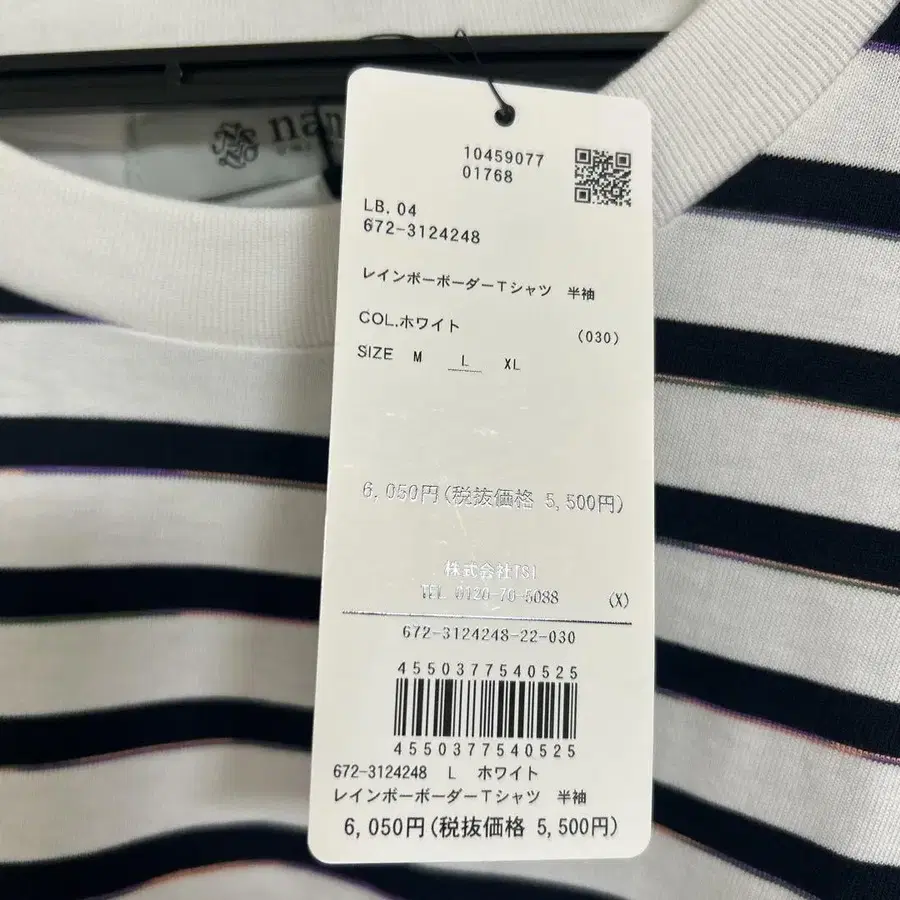 10459077
01768
LB. 04
672-3124248
レインボーボーダーTシャツ 半袖
COL.ホワイト (030)
SIZE M L XL
6,050円(税抜価格 5,500円)
株式会社TSI
TEL 0120-70-5088 (X)
672-3124248-22-030
4550377540525
4550377540525
672-3124248 L ホワイト
レインボーボーダーTシャツ 半袖
6,050円(税抜価格 5,500円)